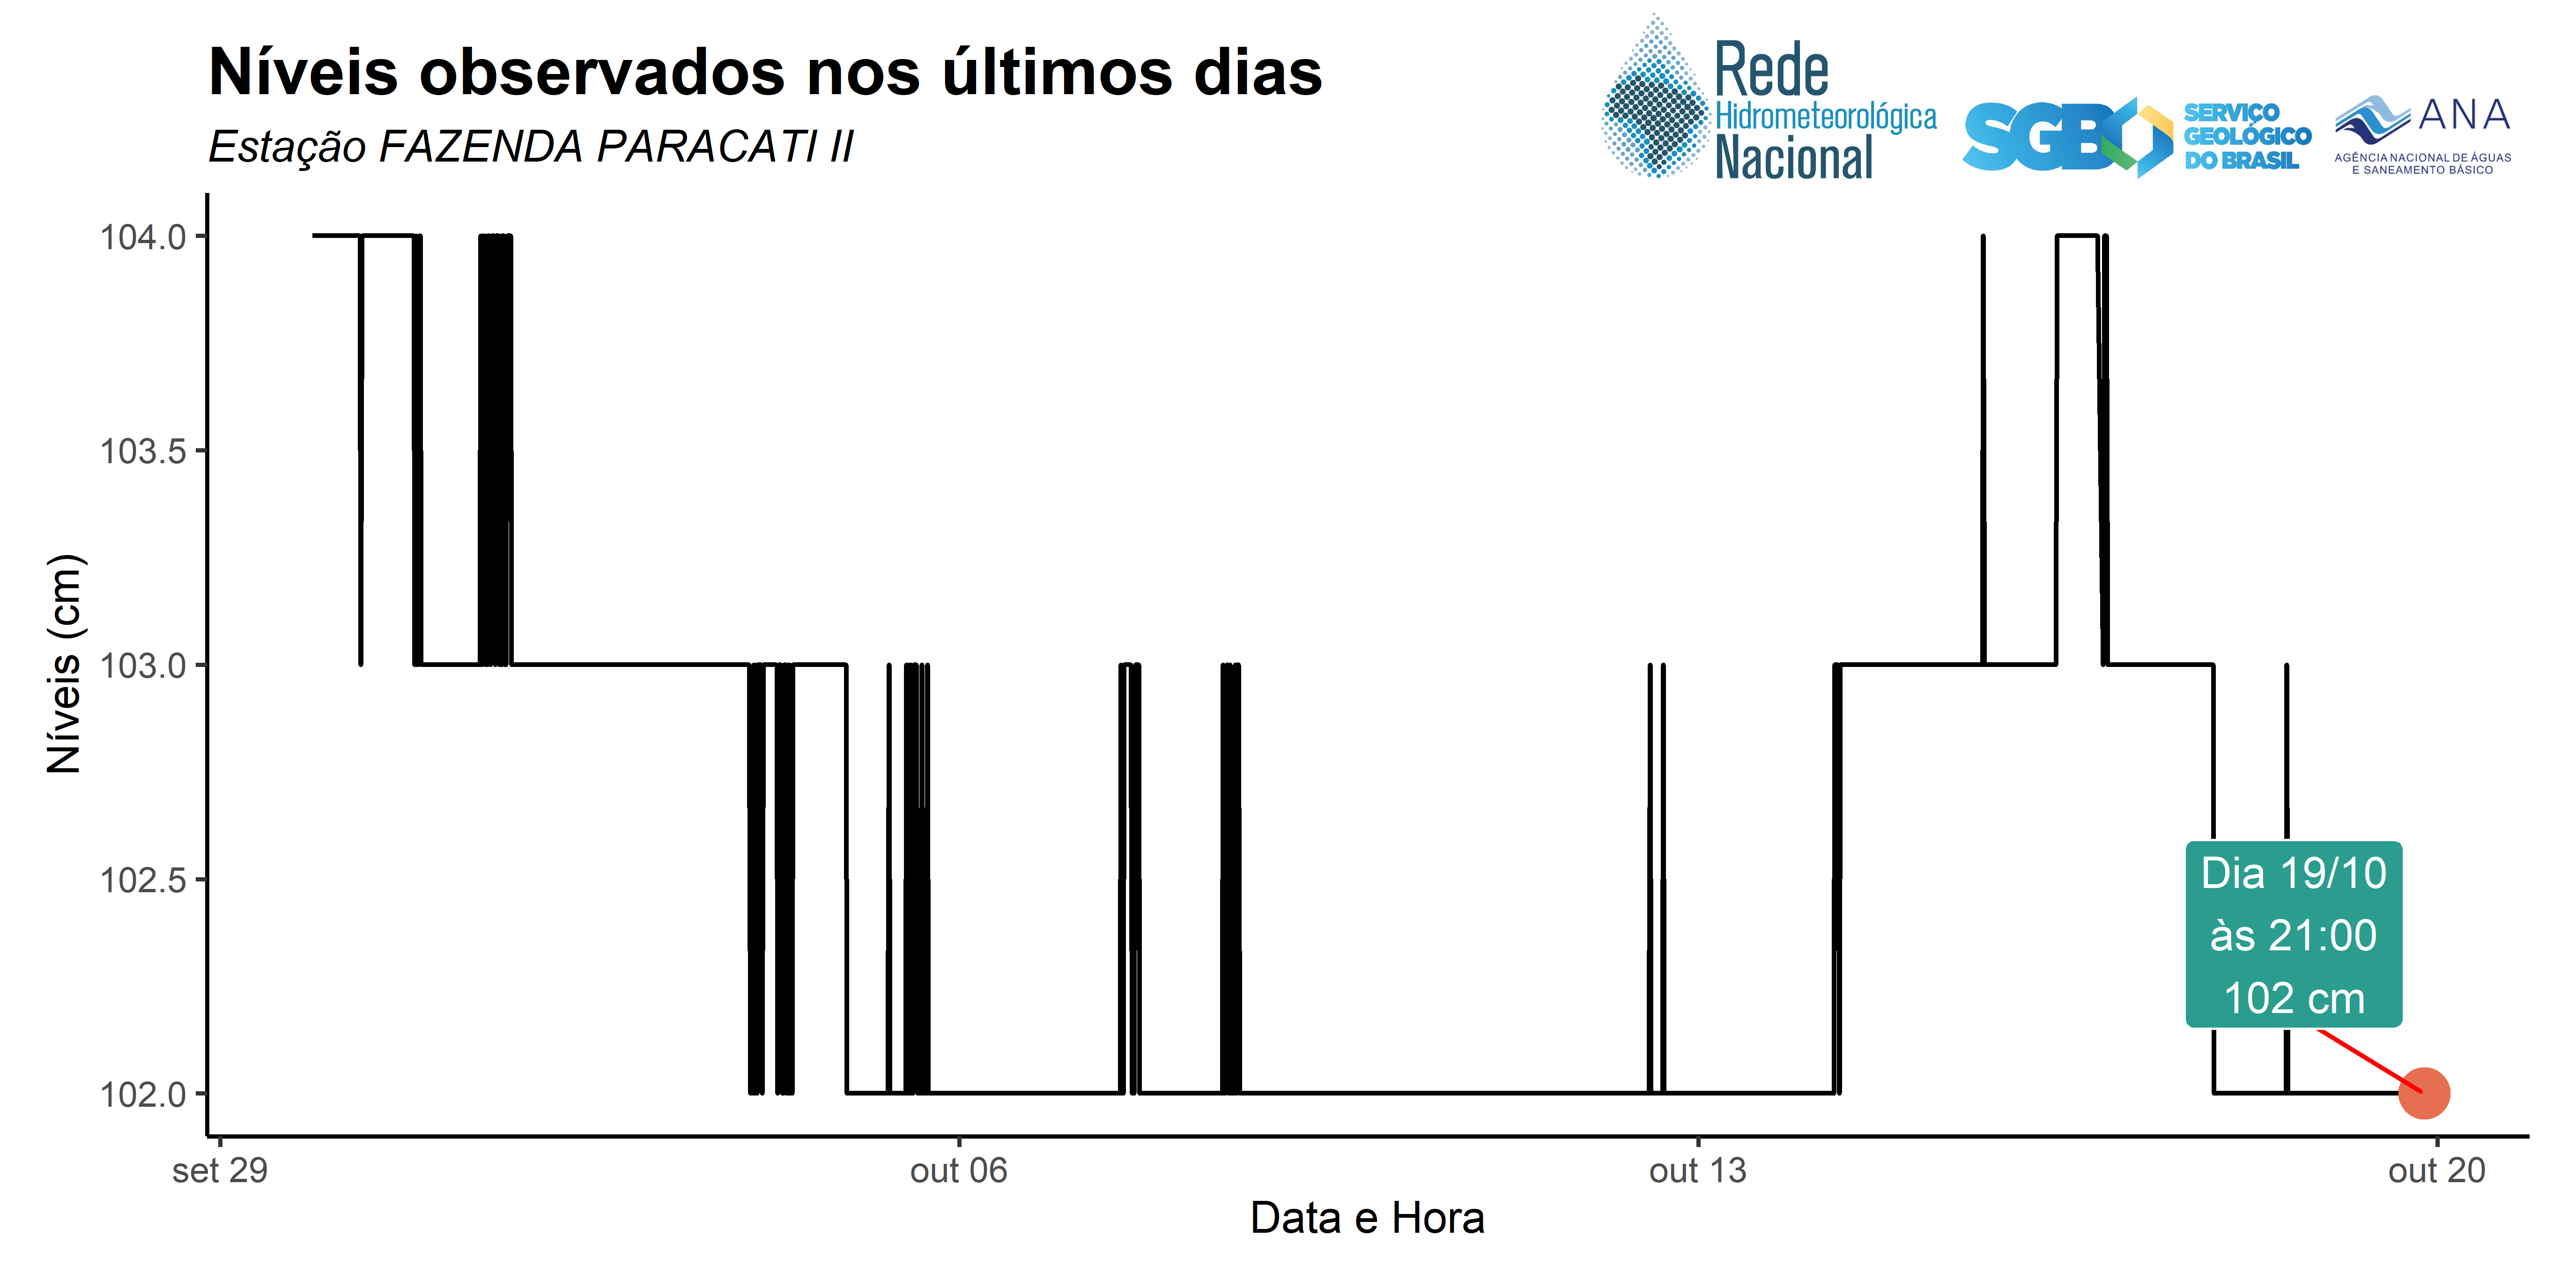 Níveis observados nos últimos dias
Estação FAZENDA PARACATI II
Rede
Hidrometeorológica
Nacional
SGB
SERVIÇO
GEOLÓGICO
DO BRASIL
ANA
AGÊNCIA NACIONAL DE ÁGUAS
E SANEAMENTO BÁSICO
Níveis (cm)
104.0
103.5
103.0
102.5
102.0
Dia 19/10
às 21:00
102 cm
set 29
out 06
out 13
out 20
Data e Hora